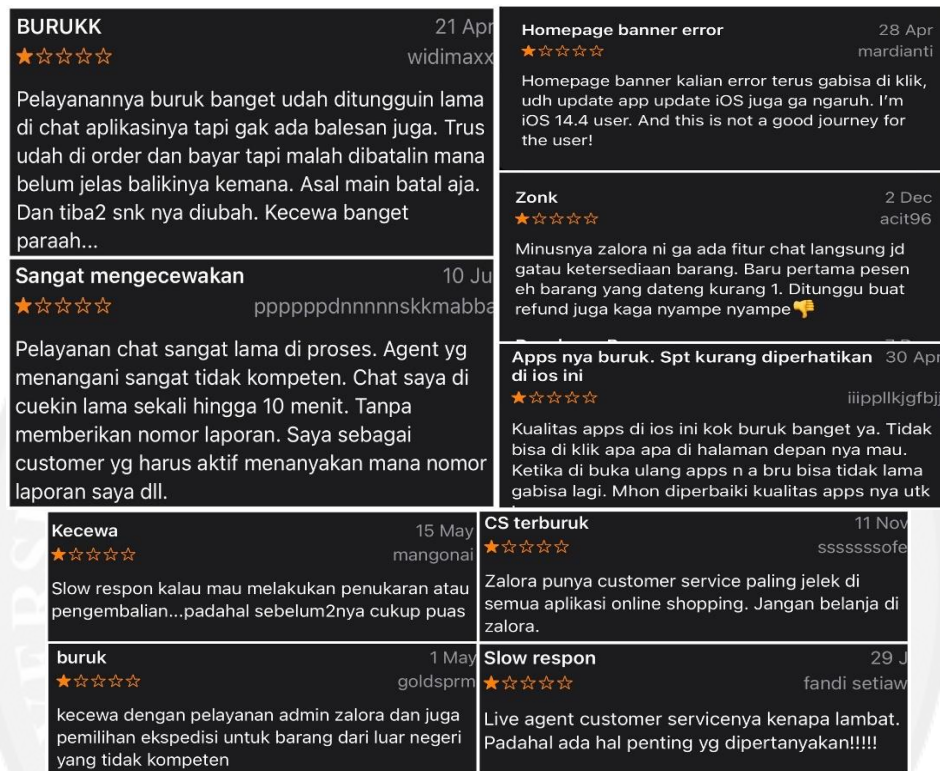 BURUKK 21 Apr
widimaxx
Pelayanannya buruk banget udah ditungguin lama
di chat aplikasinya tapi gak ada balesan juga. Trus
udah di order dan bayar tapi malah dibatalin mana
belum jelas balikinya kemana. Asal main batal aja.
Dan tiba2 snk nya diubah. Kecewa banget
paraah...
Sangat mengecewakan 10 Ju
ppppppdnnnnnskkmabba
Pelayanan chat sangat lama di proses. Agent yg
menangani sangat tidak kompeten. Chat saya di
cuekin lama sekali hingga 10 menit. Tanpa
memberikan nomor laporan. Saya sebagai
customer yg harus aktif menanyakan mana nomor
laporan saya dll.
Homepage banner error 28 Apr
mardianti
Homepage banner kalian error terus gabisa di klik,
udh update app update iOS juga ga ngaruh. I'm
iOS 14.4 user. And this is not a good journey for
the user!
Zonk 2 Dec
acit96
Minusnya zalora ni ga ada fitur chat langsung jd
gatau ketersediaan barang. Baru pertama pesen
eh barang yang dateng kurang 1. Ditunggu buat
refund juga kaga nyampe nyampe👎
Apps nya buruk. Spt kurang diperhatikan 30 Apr
di ios ini
iiippllkjgfbjj
Kualitas apps di ios ini kok buruk banget ya. Tidak
bisa di klik apa apa di halaman depan nya mau.
Ketika di buka ulang apps n a bru bisa tidak lama
gabisa lagi. Mhon diperbaiki kualitas apps nya utk
Kecewa 15 May
mangonai
Slow respon kalau mau melakukan penukaran atau
pengembalian...padahal sebelum2nya cukup puas
CS terburuk 11 Nov
sssssssofe
Zalora punya customer service paling jelek di
semua aplikasi online shopping. Jangan belanja di
zalora.
buruk 1 May
goldsprm
kecewa dengan pelayanan admin zalora dan juga
pemilihan ekspedisi untuk barang dari luar negeri
yang tidak kompeten
Slow respon 29 J
fandi setiaw
Live agent customer servicenya kenapa lambat.
Padahal ada hal penting yg dipertanyakan!!!!!